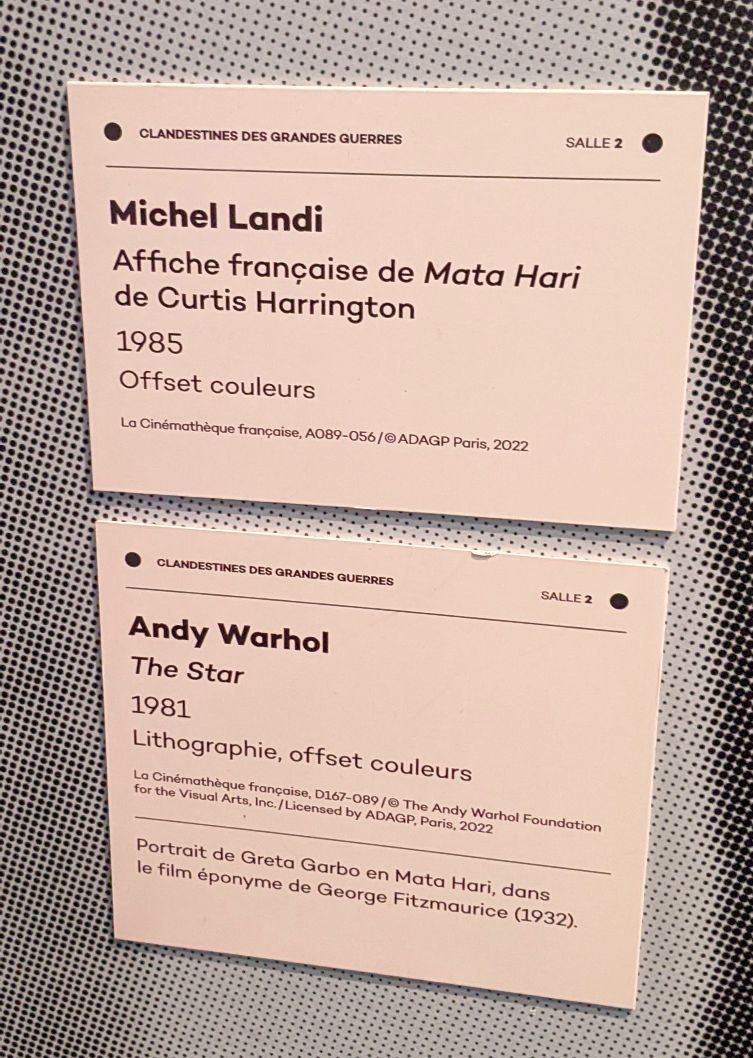 CLANDESTINES DES GRANDES GUERRES SALLE 2
Michel Landi
Affiche française de Mata Hari
de Curtis Harrington
1985
Offset couleurs
La Cinémathèque française, A089-056/©ADAGP Paris, 2022
CLANDESTINES DES GRANDES GUERRES SALLE 2
Andy Warhol
The Star
1981
Lithographie, offset couleurs
La Cinémathèque française, D167-089/© The Andy Warhol Foundation
for the Visual Arts, Inc./Licensed by ADAGP, Paris, 2022
Portrait de Greta Garbo en Mata Hari, dans
le film éponyme de George Fitzmaurice (1932).